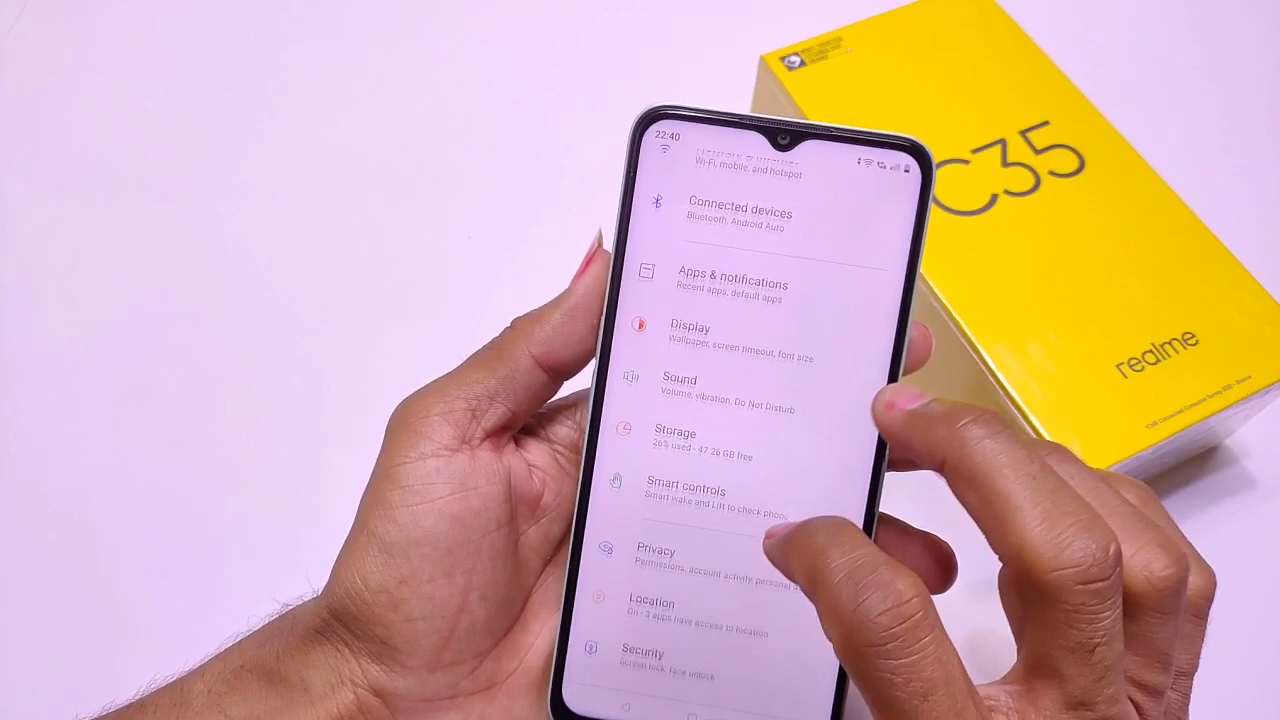 22:40
Network & internet
Wi-Fi, mobile, and hotspot
Connected devices
Bluetooth, Android Auto
Apps & notifications
Recent apps, default apps
Display
Wallpaper, screen timeout, font size
Sound
Volume, vibration, Do Not Disturb
Storage
26% used - 47.26 GB free
Smart controls
Smart wake and Lift to check phone
Privacy
Permissions, account activity, personal d
Location
On - 3 apps have access to location
Security
Screen lock, face unlock
C35
realme